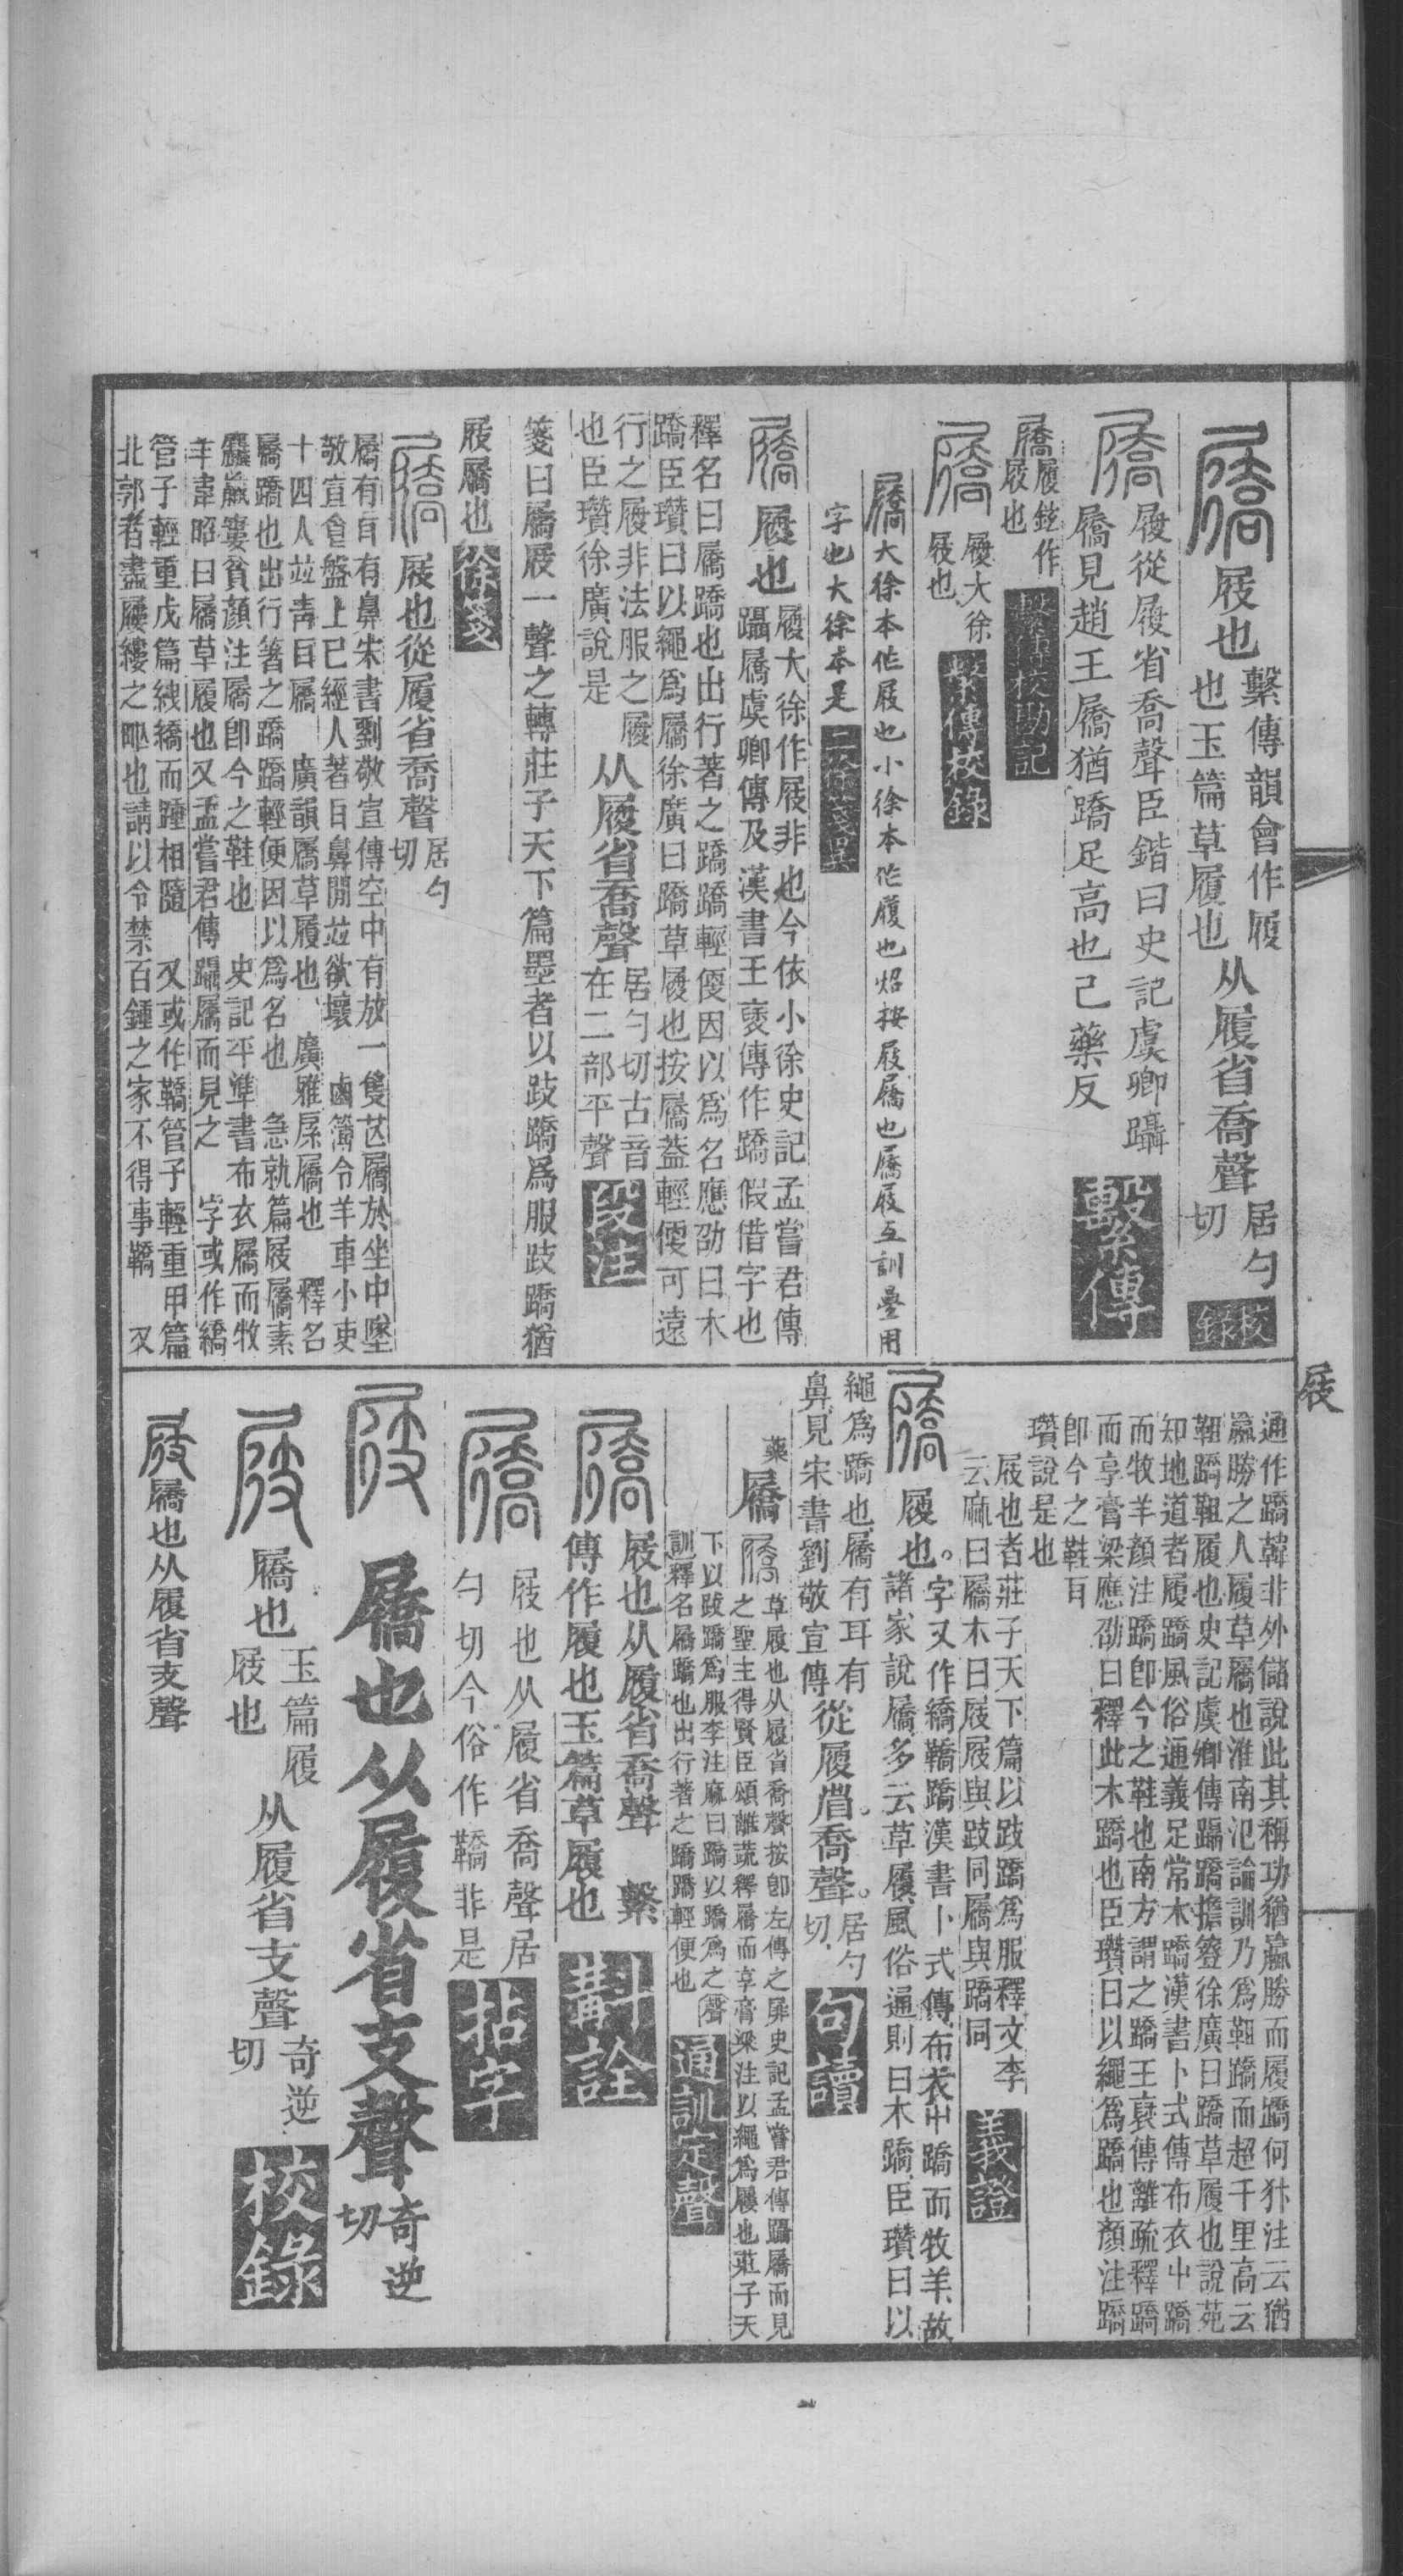 屐也
繫傳韻會作履
也玉篇草履也
从履省喬聲
居勺
切
校錄
屩
履從履省喬聲臣鍇曰史記虞卿躡
屩見趙王屩猶蹻足高也己藥反
繫傳
屩
履鉉作
屐也
繫傳校勘記
屩
履大徐
屐也
繫傳校錄
屩大徐本作屐也小徐本作履也炤按屐屩也屩屐互訓疊用
字也大徐本是
二徐箋異
屩
屨也
履大徐作屐非也今依小徐史記孟嘗君傳
躡屩虞卿傳及漢書王襃傳作蹻假借字也
釋名曰屩蹻也出行著之蹻蹻輕便因以爲名應劭曰木
蹻臣瓚曰以繩爲屩徐廣曰蹻草履也按屩蓋輕便可遠
行之履非法服之履
也臣瓚徐廣說是
从履省喬聲
居勺切古音
在二部平聲
段注
箋曰屩屐一聲之轉莊子天下篇墨者以跂蹻爲服跂蹻猶
屐屩也
徐箋
屩
屐也從履省喬聲
居勺
切
屩有耳有鼻宋書劉敬宣傳空中有放一隻芒屩於坐中墜
敬宣食盤上已經人著耳鼻閒竝欲壞 鹵簿令羊車小吏
十四人竝靑耳屩 廣韻屩草履也 廣雅屝屩也 釋名
屩蹻也出行著之蹻蹻輕便因以爲名也 急就篇屐屩
麤羸窶貧顏注屩卽今之鞋也 史記平準書布衣屩而牧
羊韋昭曰屩草履也又孟嘗君傳躡屩而見之 字或作繑
管子輕重戊篇絏繑而踵相隨 又或作鞽管子輕重甲篇
北郭者盡屨縷之甿也請以令禁百鍾之家不得事鞽 又
屐
通作蹻韓非外儲說此其稱功猶羸勝而履蹻何犿注云猶
羸勝之人履草屩也淮南氾論訓乃爲靻蹻而超千里高云
靻蹻靻履也史記虞卿傳躡蹻擔簦徐廣曰蹻草履也說苑
知地道者履蹻風俗通義足常木蹻漢書卜式傳布衣屮蹻
而牧羊顏注蹻卽今之鞋也南方謂之蹻王襃傳離疏釋蹻
而享膏粱應劭曰釋此木蹻也臣瓚曰以繩爲蹻也顏注蹻
卽今之鞋耳
瓚說是也
屐也者莊子天下篇以跂蹻爲服釋文李
云麻曰屩木曰屐屐與跂同屩與蹻同
義證
屩
履也。
字又作繑鞽蹻漢書卜式傳布衣屮蹻而牧羊故
諸家說屩多云草履風俗通則曰木蹻臣瓚曰以
繩爲蹻也屩有耳有
鼻見宋書劉敬宣傳
從履省。喬聲。
居勺
切
句讀
藥
屩
屩
草履也从履省喬聲按卽左傳之屝史記孟嘗君傳躡屩而見
之聖主得賢臣頌離疏釋屩而享膏粱注以繩爲屨也莊子天
下以跂蹻爲服李注麻曰蹻以蹻爲之聲
訓釋名屩蹻也出行著之蹻蹻輕便也
通訓定聲
屩
屐也从履省喬聲 繫
傳作履也玉篇草履也
斠詮
屩
屐也从履省喬聲居
勺切今俗作鞽非是
拈字
屐
屩也从履省支聲
奇逆
切
屐
屩也
玉篇履
屐也
从履省支聲
奇逆
切
校錄
屐屩也从履省支聲